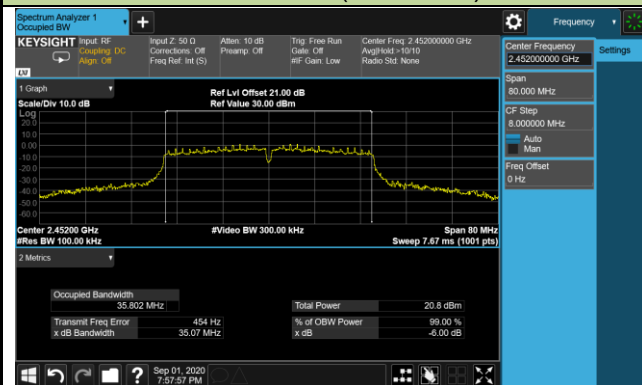 Spectrum Analyzer 1
Occupied BW
Frequency
KEYSIGHT
Input: RF
Coupling: DC
Align: Off
Input Z: 50 Ω
Corrections: Off
Freq Ref: Int (S)
Atten: 10 dB
Preamp: Off
Trig: Free Run
Gate: Off
#IF Gain: Low
Center Freq: 2.452000000 GHz
Avg|Hold:>10/10
Radio Std: None
LXI
Center Frequency
2.452000000 GHz
Settings
Span
80.000 MHz
CF Step
8.000000 MHz
Auto
Man
Freq Offset
0 Hz
1 Graph
Scale/Div 10.0 dB
Ref Lvl Offset 21.00 dB
Ref Value 30.00 dBm
Log
20.0
10.0
0.00
-10.0
-20.0
-30.0
-40.0
-50.0
-60.0
Center 2.45200 GHz
#Video BW 300.00 kHz
Span 80 MHz
#Res BW 100.00 kHz
Sweep 7.67 ms (1001 pts)
2 Metrics
Occupied Bandwidth
35.802 MHz
Total Power 20.8 dBm
Transmit Freq Error 454 Hz
% of OBW Power 99.00 %
x dB Bandwidth 35.07 MHz
x dB -6.00 dB
Sep 01, 2020
7:57:57 PM